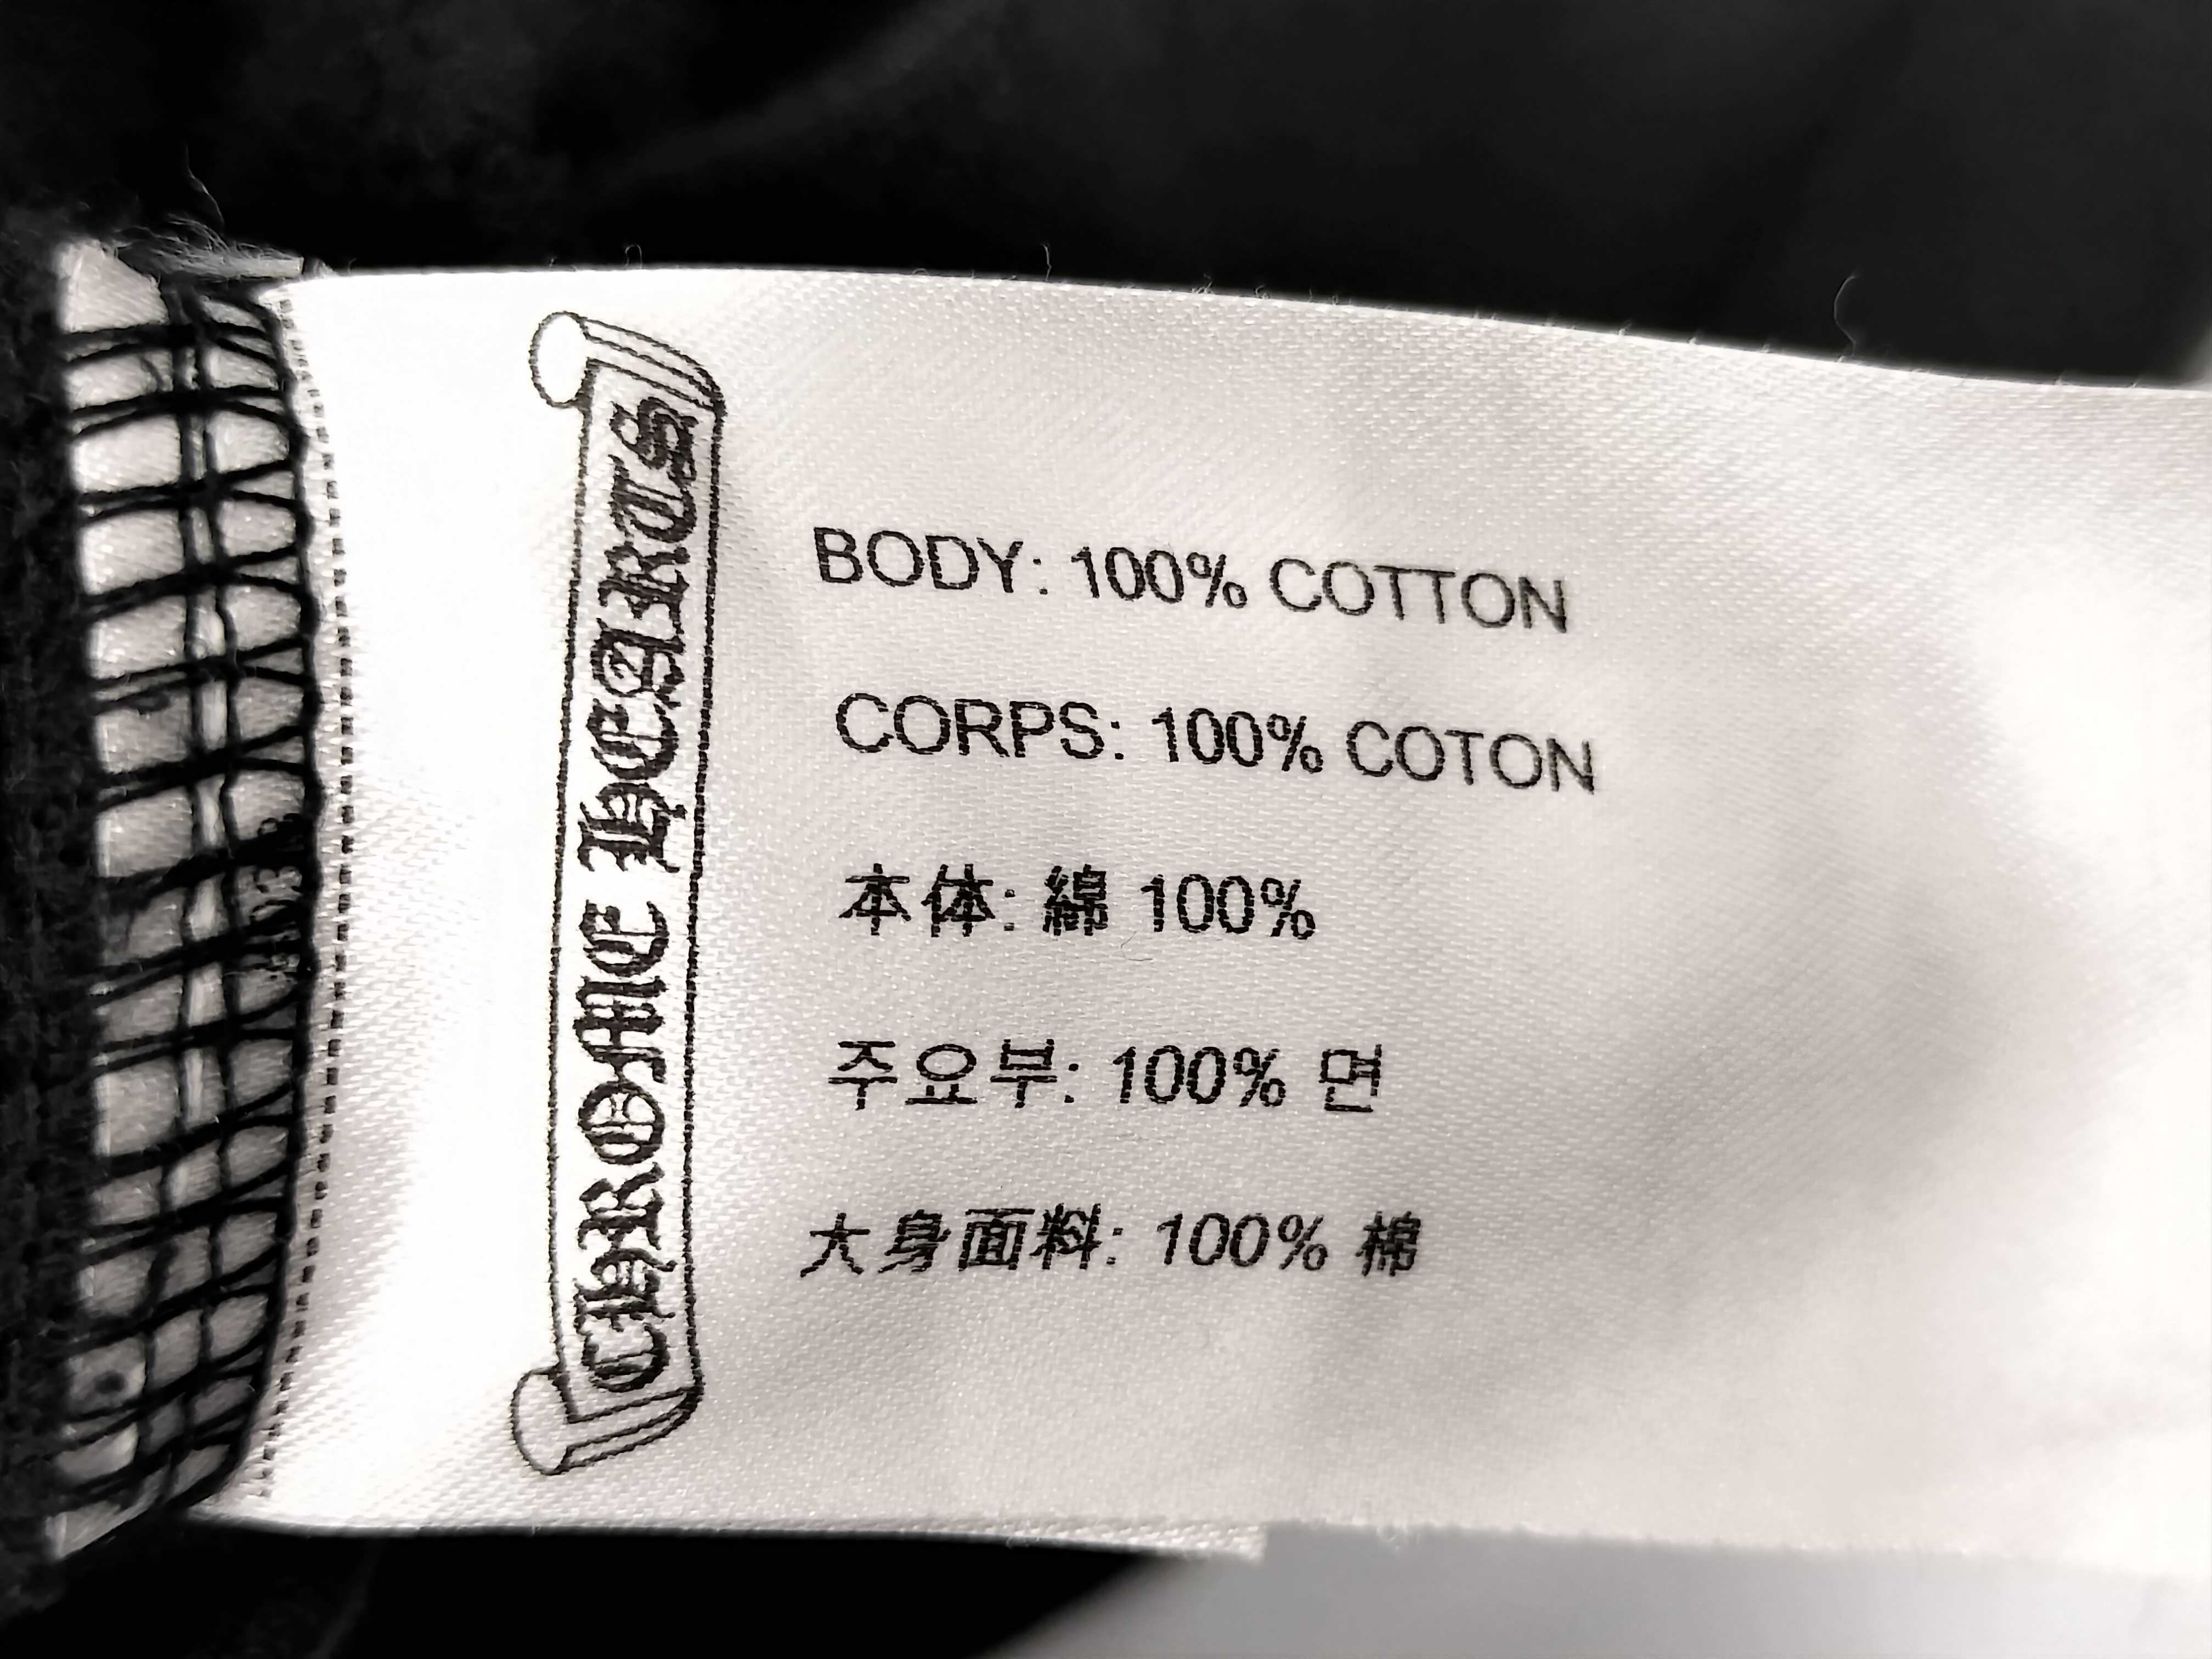 CHROME HEARTS
BODY: 100% COTTON
CORPS: 100% COTON
本体: 綿 100%
주요부: 100% 면
大身面料: 100% 棉